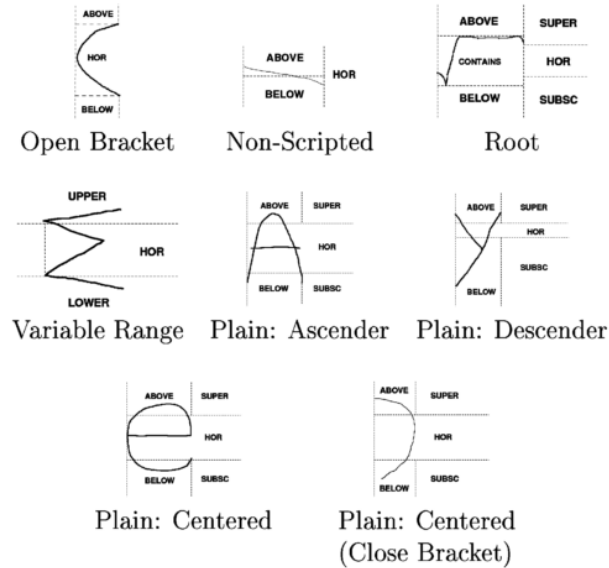 ABOVE
HOR
BELOW
Open Bracket
ABOVE
HOR
BELOW
Non-Scripted
ABOVE SUPER
CONTAINS HOR
BELOW SUBSC
Root
UPPER
HOR
LOWER
Variable Range
ABOVE SUPER
HOR
BELOW SUBSC
Plain: Ascender
ABOVE SUPER
HOR
SUBSC
BELOW
Plain: Descender
ABOVE SUPER
HOR
BELOW SUBSC
Plain: Centered
ABOVE SUPER
HOR
SUBSC
BELOW
Plain: Centered
(Close Bracket)